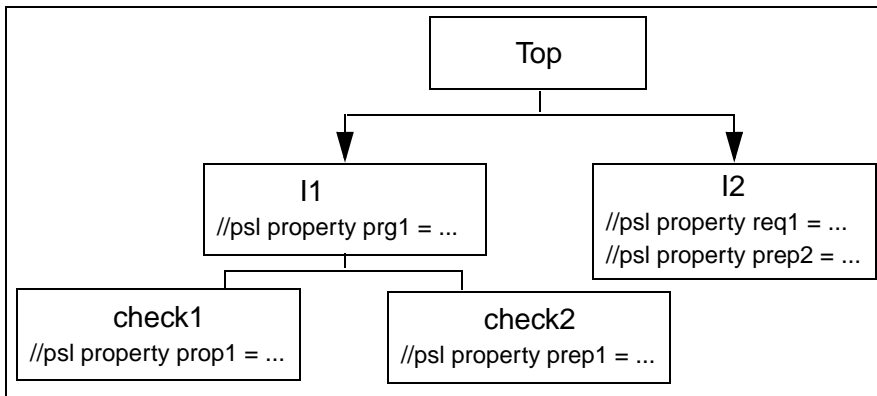 Top
I1
//psl property prg1 = ...
I2
//psl property req1 = ...
//psl property prep2 = ...
check1
//psl property prop1 = ...
check2
//psl property prep1 = ...